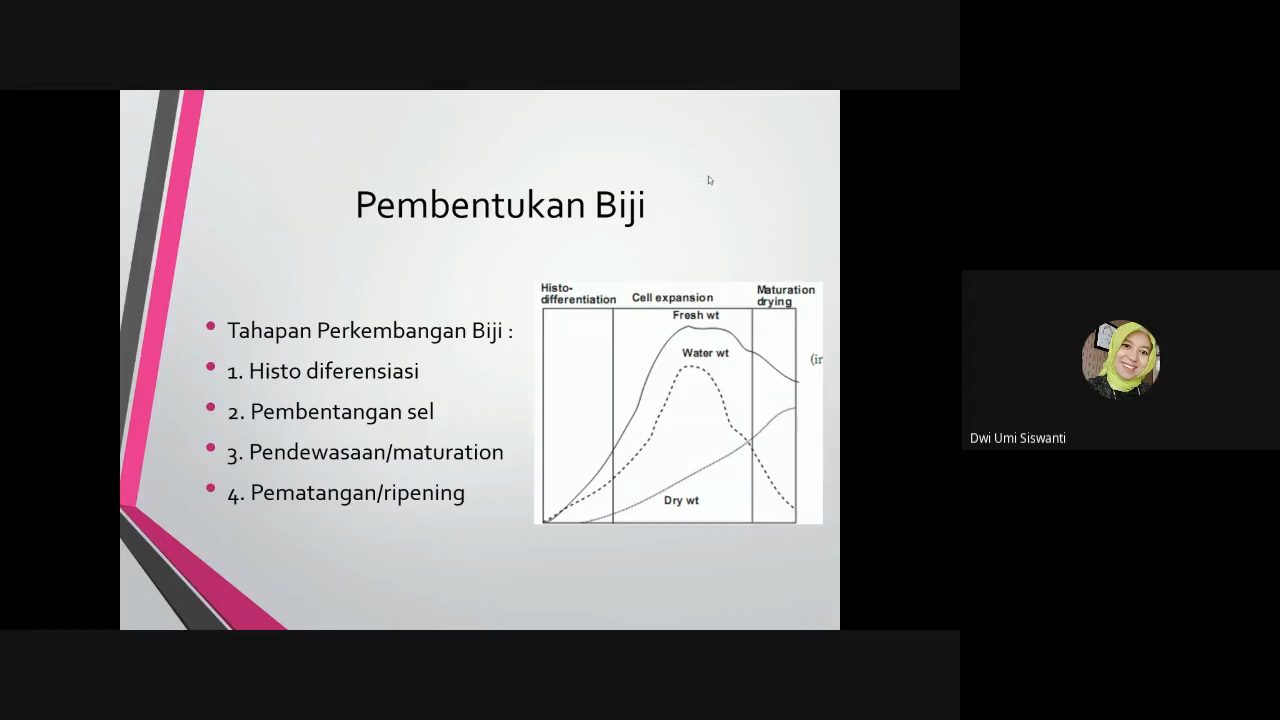 Pembentukan Biji
Tahapan Perkembangan Biji :
1. Histo diferensiasi
2. Pembentangan sel
3. Pendewasaan/maturation
4. Pematangan/ripening
Histo-
differentiation
Cell expansion
Maturation
drying
Fresh wt
Water wt
Dry wt
(ir
Dwi Umi Siswanti